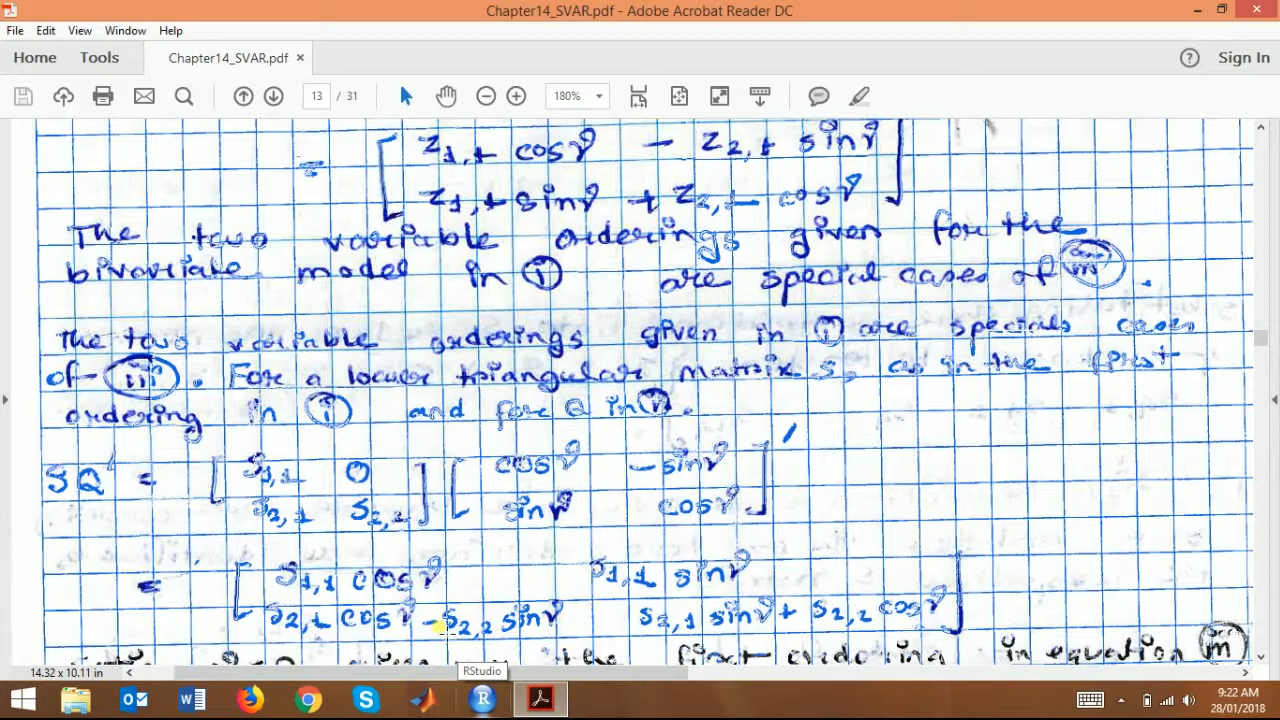 Chapter14_SVAR.pdf - Adobe Acrobat Reader DC
File Edit View Window Help
Home Tools Chapter14_SVAR.pdf × Sign In
13 / 31 180%
= [ z1,t cosϑ - z2,t sinϑ
z1,t sinϑ + z2,t cosϑ ]
The two variable orderings given for the
bivariate model in (i) are special cases of .
The two variable orderings given in (i) are specials cases
of (iii). For a lower triangular matrix S, as in the first
ordering in (i) and for Q in .
SQ' = [ S1,1 0 ] [ cosϑ - sinϑ ]'
S2,1 S2,2 sinϑ cosϑ
= [ S1,1 cosϑ S1,1 sinϑ
S2,1 cosϑ - S2,2 sinϑ S2,1 sinϑ + S2,2 cosϑ ]
the first ordering in equation
14.32 x 10.11 in
RStudio
9:22 AM
28/01/2018